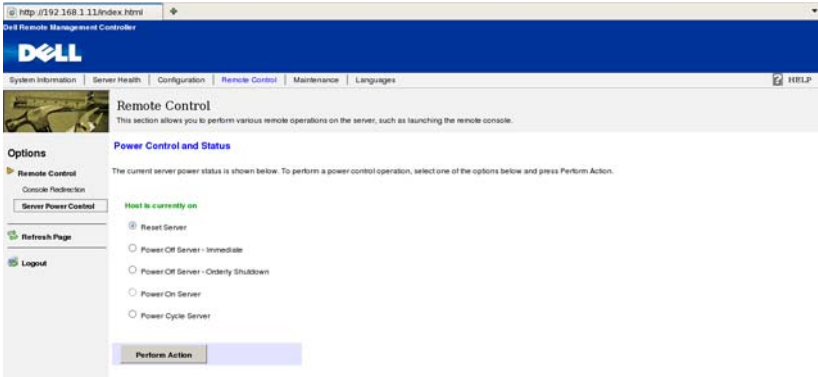 http://192.168.1.11/index.html
Dell Remote Management Controller
DELL
System Information Server Health Configuration Remote Control Maintenance Languages HELP
Remote Control
This section allows you to perform various remote operations on the server, such as launching the remote console.
Options
Remote Control
Console Redirection
Server Power Control
Refresh Page
Logout
Power Control and Status
The current server power status is shown below. To perform a power control operation, select one of the options below and press Perform Action.
Host is currently on
Reset Server
Power Off Server - Immediate
Power Off Server - Orderly Shutdown
Power On Server
Power Cycle Server
Perform Action